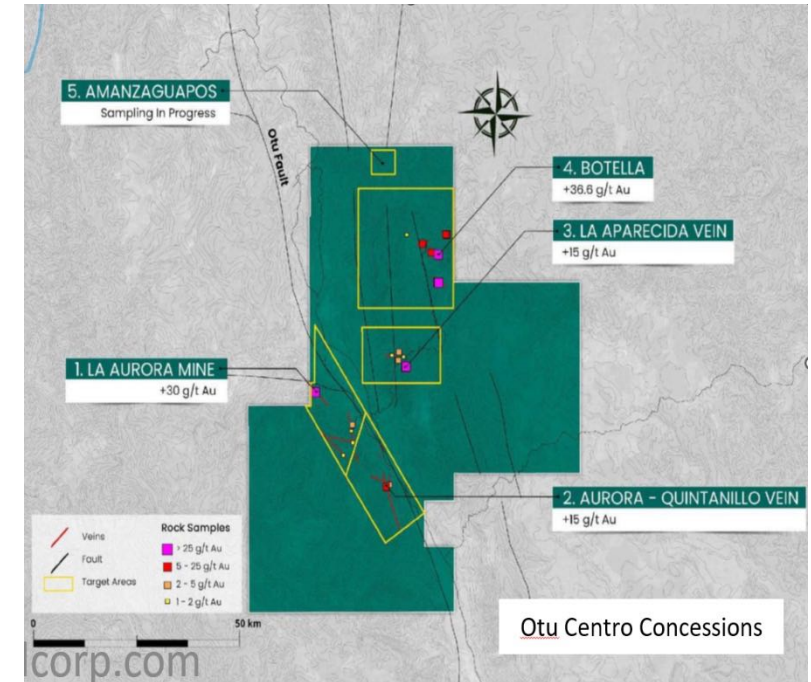 5. AMANZAGUAPOS
Sampling In Progress
Otu Fault
4. BOTELLA
+36.6 g/t Au
3. LA APARECIDA VEIN
+15 g/t Au
1. LA AURORA MINE
+30 g/t Au
2. AURORA - QUINTANILLO VEIN
+15 g/t Au
Veins
Fault
Target Areas
Rock Samples
> 25 g/t Au
5 - 25 g/t Au
2 - 5 g/t Au
1 - 2 g/t Au
0
50 km
Otu Centro Concessions
lcorp.com